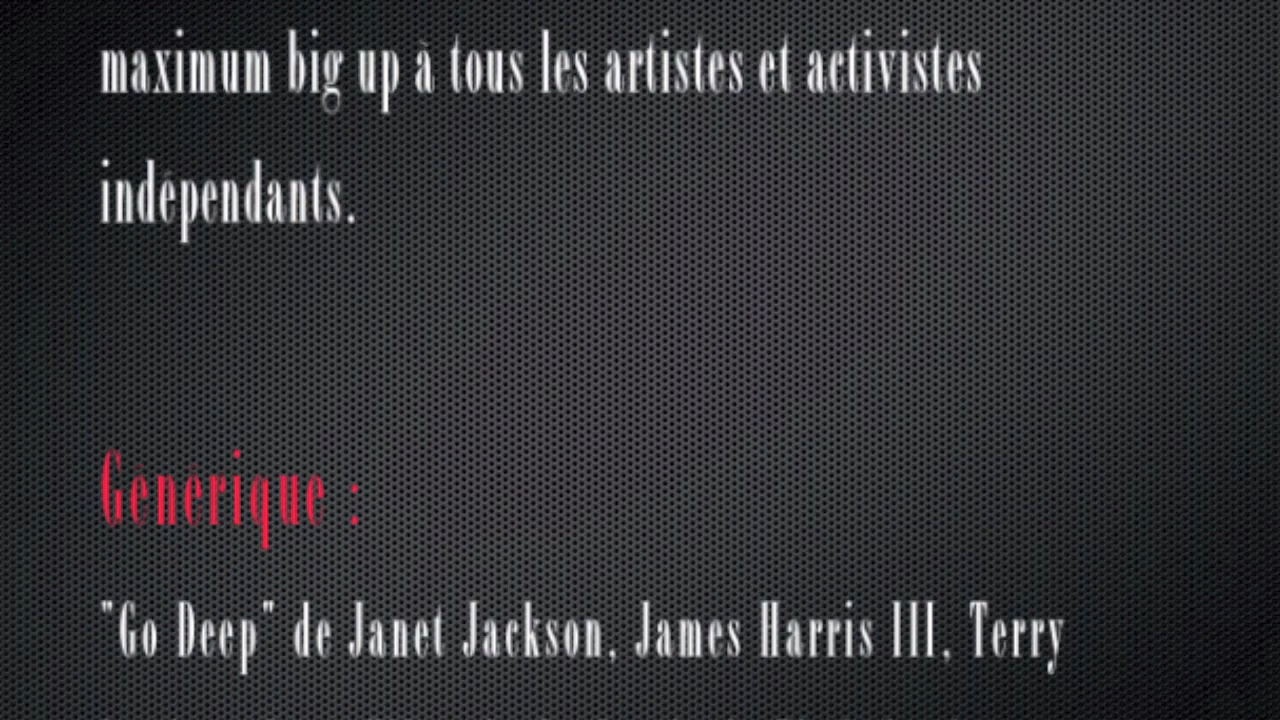 maximum big up à tous les artistes et activistes
indépendants.
Générique :
"Go Deep" de Janet Jackson, James Harris III, Terry